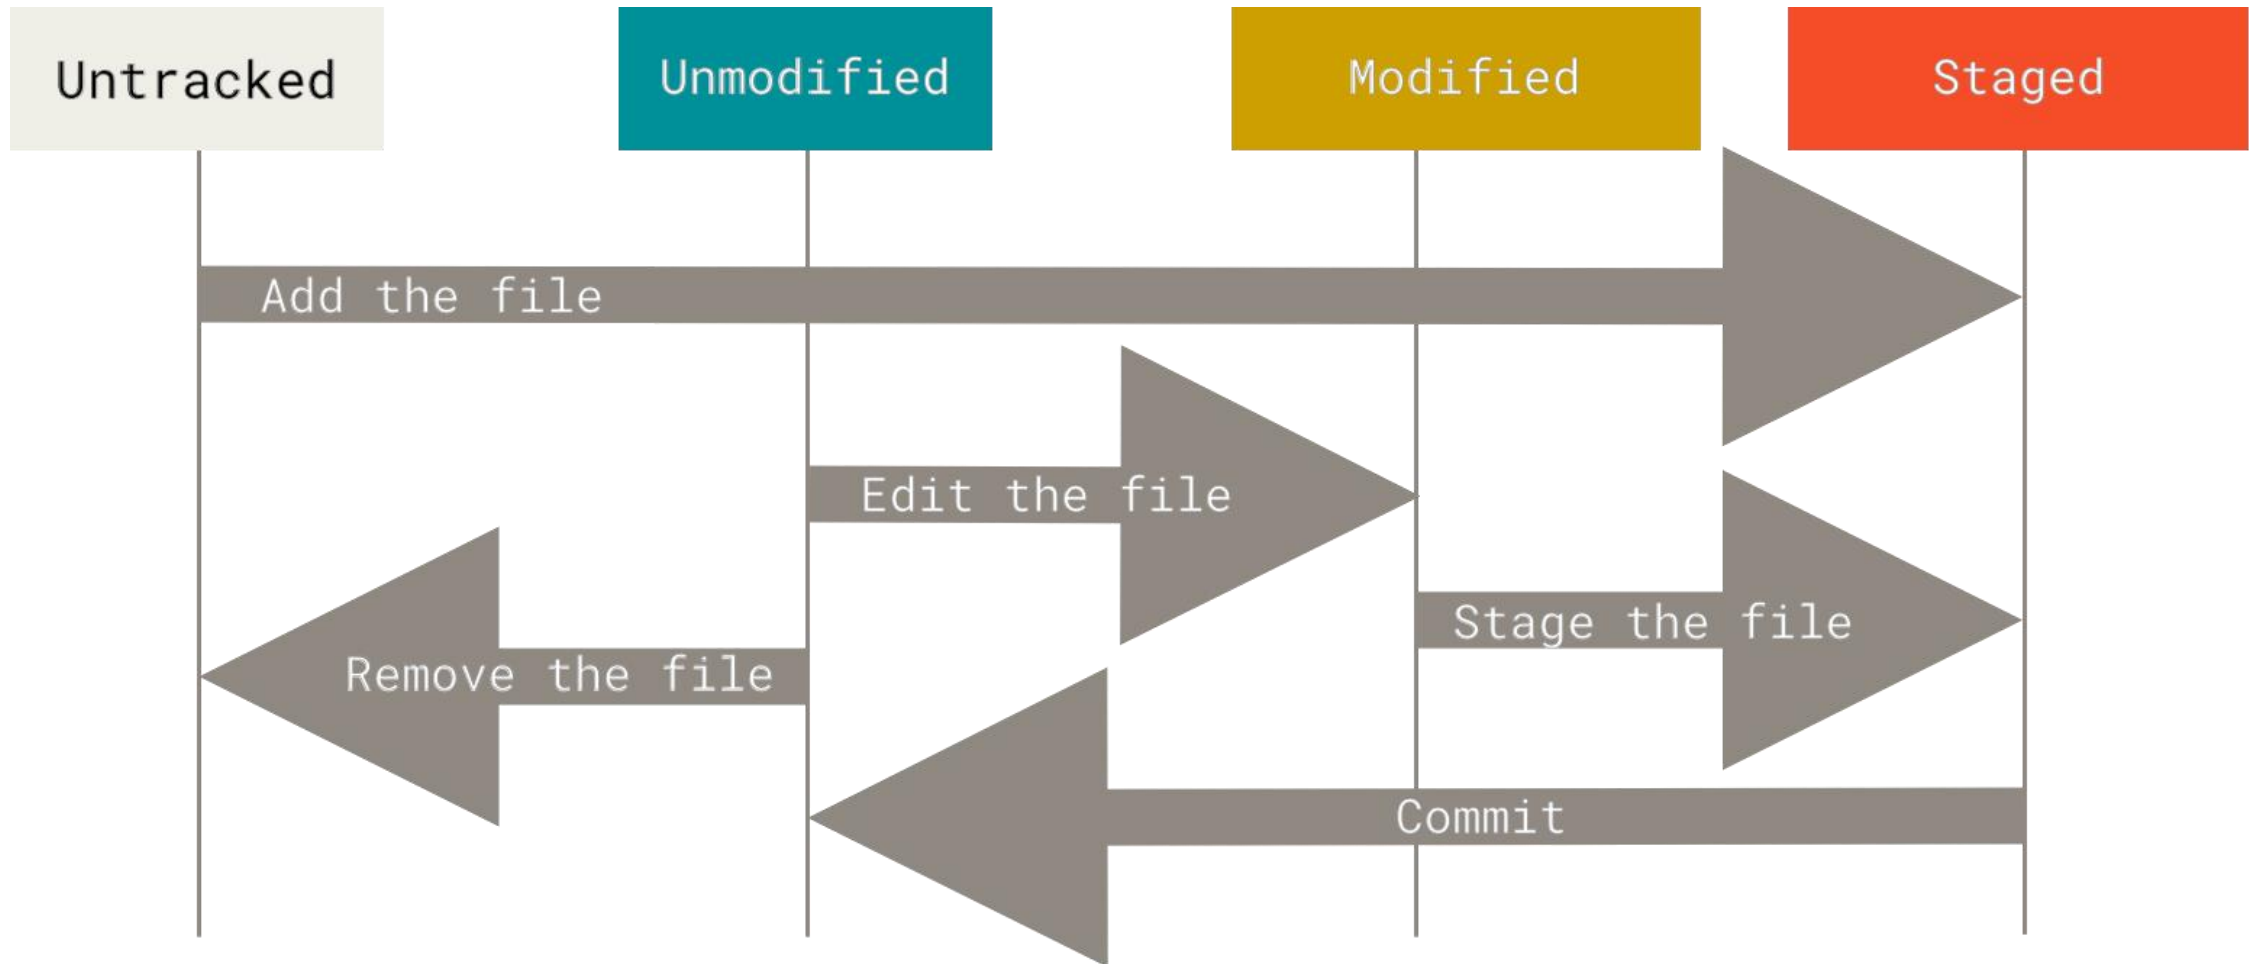 Untracked
Unmodified
Modified
Staged
Add the file
Edit the file
Stage the file
Remove the file
Commit